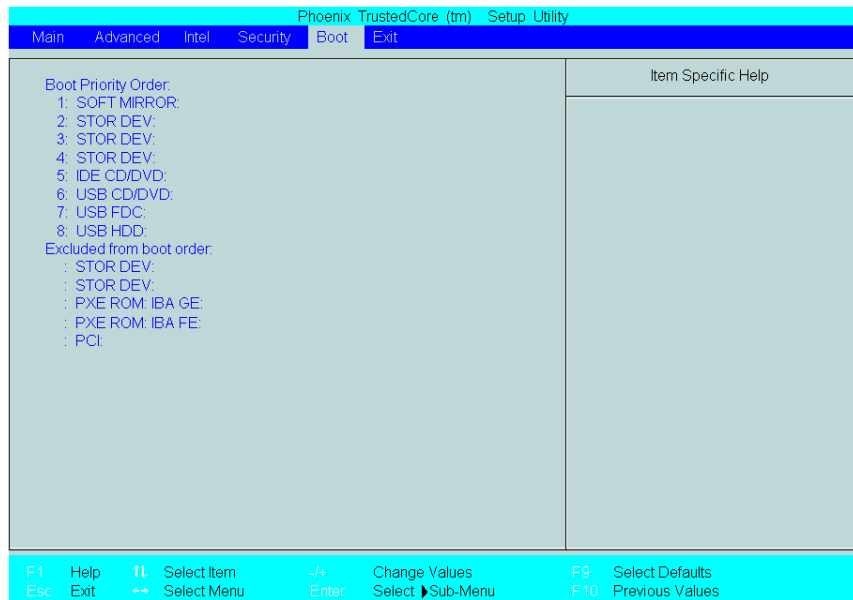 Phoenix TrustedCore (tm) Setup Utility
Main Advanced Intel Security Boot Exit
Item Specific Help
Boot Priority Order:
1: SOFT MIRROR:
2: STOR DEV:
3: STOR DEV:
4: STOR DEV:
5: IDE CD/DVD:
6: USB CD/DVD:
7: USB FDC:
8: USB HDD:
Excluded from boot order:
: STOR DEV:
: STOR DEV:
: PXE ROM: IBA GE:
: PXE ROM: IBA FE:
: PCI:
F1 Help ↑↓ Select Item -/+ Change Values F9 Select Defaults
Esc Exit ↔ Select Menu Enter Select ▶Sub-Menu F10 Previous Values